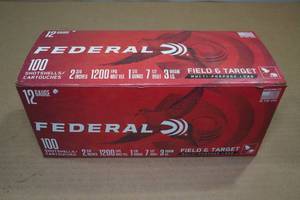 12 GAUGE
FEDERAL
100
SHOTSHELLS/
CARTOUCHES
2 3/4
INCHES
1200 FPS
1 1/8
OUNCE
7 1/2
SHOT
3 DRAM
EQ.
FIELD & TARGET
MULTI-PURPOSE LOAD
12 GAUGE
FEDERAL
100
SHOTSHELLS/
CARTOUCHES
2 3/4
INCHES
1200 FPS
1 1/8
7 1/2
3 DRAM
EQ.
FIELD & TARGET
MULTI-PURPOSE LOAD